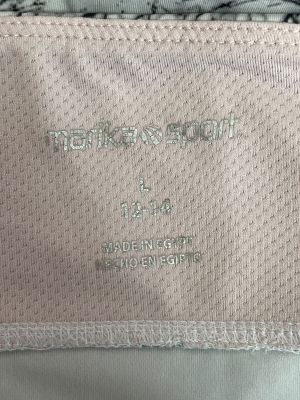 marika sport
L
12-14
MADE IN EGYPT
HECHO EN EGIPTO